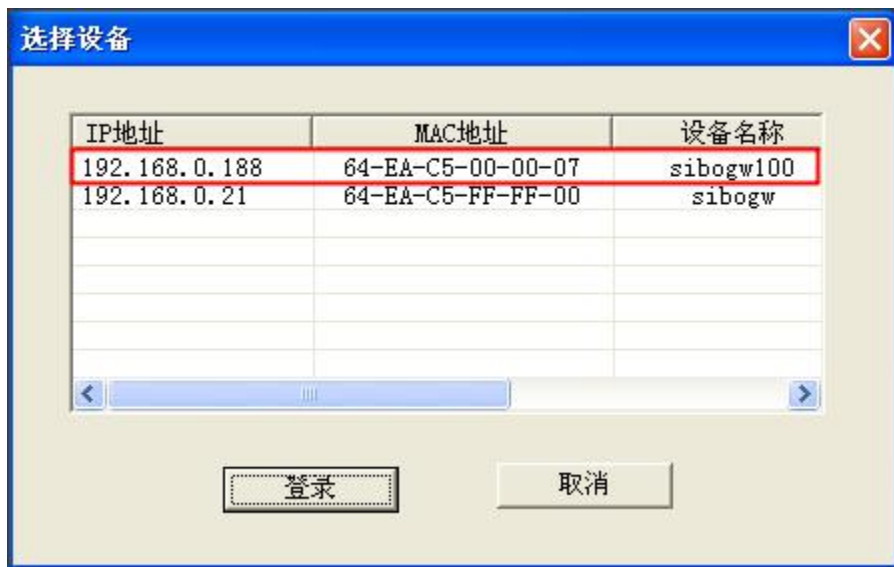 选择设备
IP地址 MAC地址 设备名称
192.168.0.188 64-EA-C5-00-00-07 sibogw100
192.168.0.21 64-EA-C5-FF-FF-00 sibogw
登录 取消